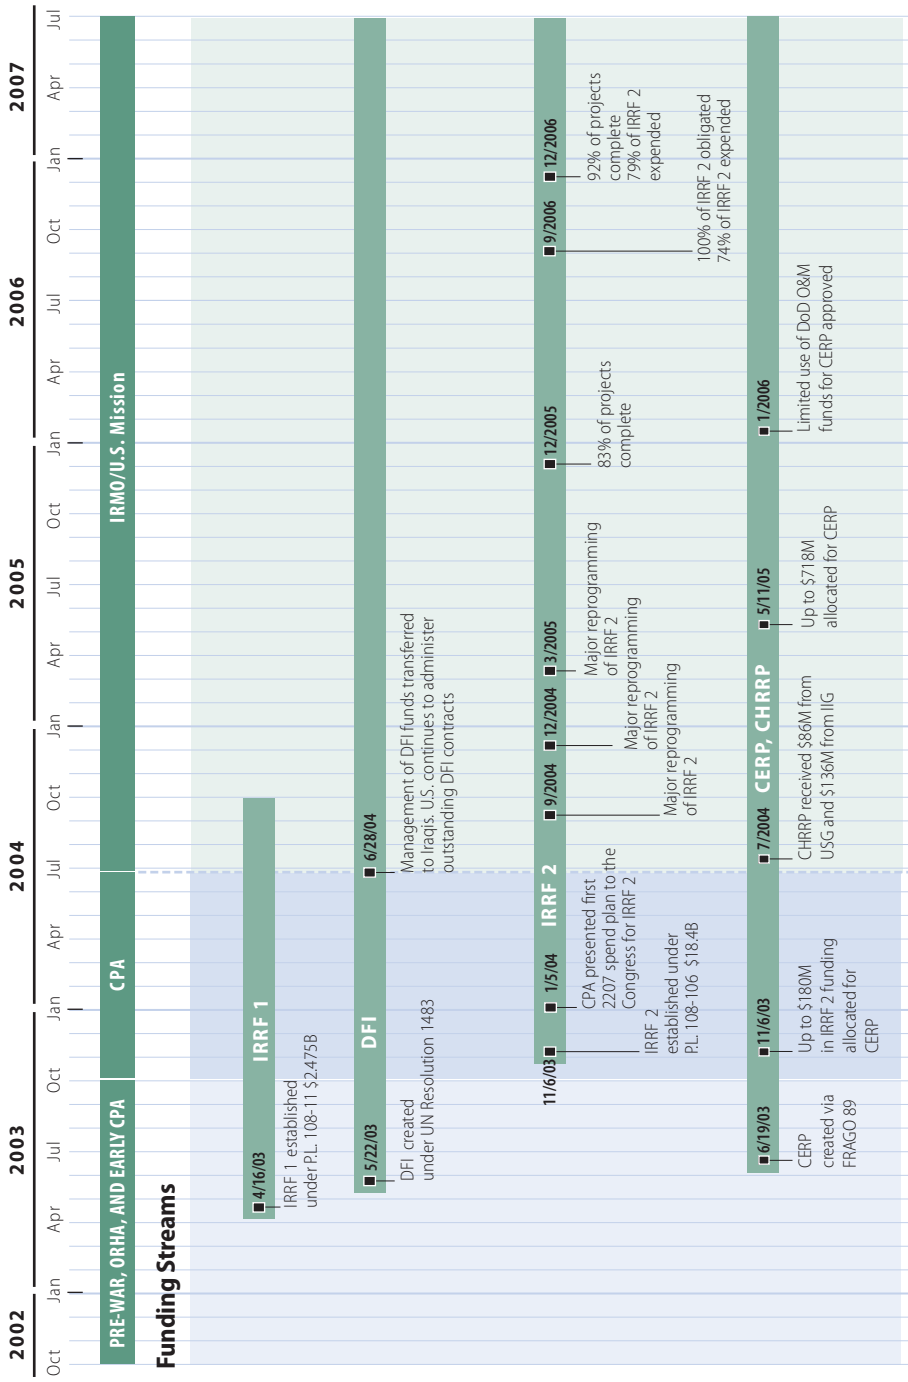 2002
2003
2004
2005
2006
2007
Oct
Jan
Apr
Jul
Oct
Jan
Apr
Jul
Oct
Jan
Apr
Jul
Oct
Jan
Apr
Jul
Oct
Jan
Apr
Jul
PRE-WAR, ORHA, AND EARLY CPA
CPA
IRMO/U.S. Mission
Funding Streams
IRRF 1
4/16/03
IRRF 1 established
under P.L. 108-11 $2.475B
DFI
5/22/03
DFI created
under UN Resolution 1483
6/28/04
Management of DFI funds transferred
to Iraqis. U.S. continues to administer
outstanding DFI contracts
IRRF 2
11/6/03
IRRF 2
established under
P.L. 108-106 $18.4B
1/5/04
CPA presented first
2207 spend plan to the
Congress for IRRF 2
9/2004
Major reprogramming
of IRRF 2
12/2004
Major reprogramming
of IRRF 2
3/2005
Major reprogramming
of IRRF 2
12/2005
83% of projects
complete
9/2006
100% of IRRF 2 obligated
74% of IRRF 2 expended
12/2006
92% of projects
complete
79% of IRRF 2
expended
CERP, CHRRP
6/19/03
CERP
created via
FRAGO 89
11/6/03
Up to $180M
in IRRF 2 funding
allocated for
CERP
7/2004
CHRRP received $86M from
USG and $136M from IIG
5/11/05
Up to $718M
allocated for CERP
1/2006
Limited use of DoD O&M
funds for CERP approved